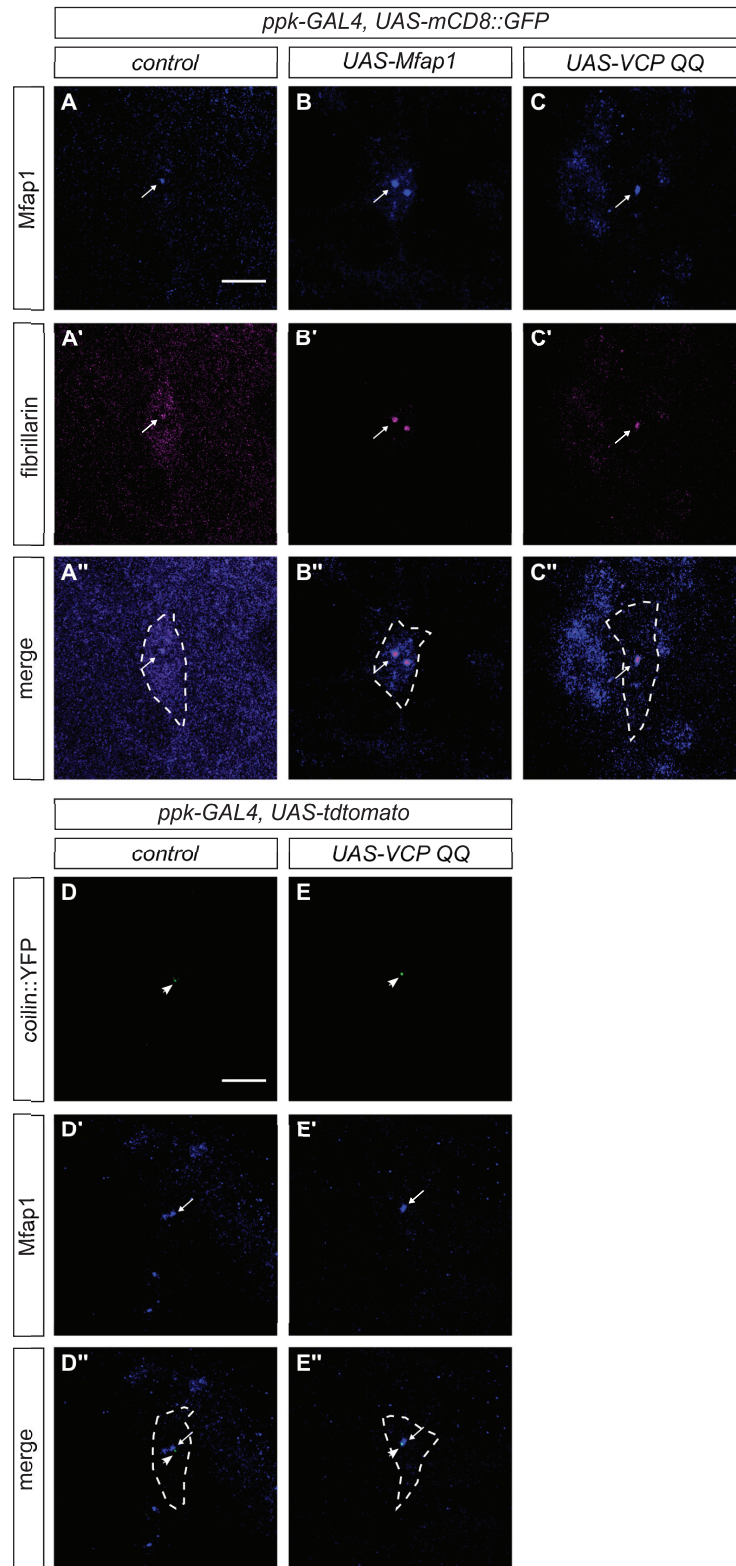 ppk-GAL4, UAS-mCD8::GFP
control
UAS-Mfap1
UAS-VCP QQ
Mfap1
A
B
C
fibrillarin
A'
B'
C'
merge
A"
B"
C"
ppk-GAL4, UAS-tdtomato
control
UAS-VCP QQ
coilin::YFP
D
E
Mfap1
D'
E'
merge
D"
E"